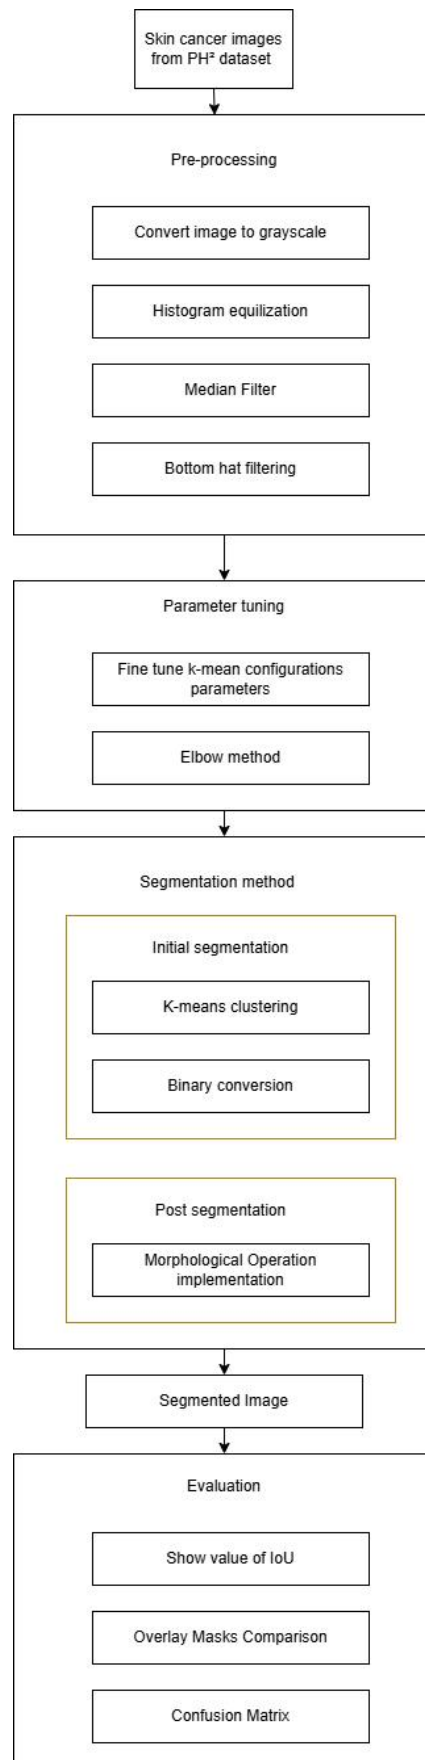 Skin cancer images
from PH² dataset
Pre-processing
Convert image to grayscale
Histogram equilization
Median Filter
Bottom hat filtering
Parameter tuning
Fine tune k-mean configurations
parameters
Elbow method
Segmentation method
Initial segmentation
K-means clustering
Binary conversion
Post segmentation
Morphological Operation
implementation
Segmented Image
Evaluation
Show value of IoU
Overlay Masks Comparison
Confusion Matrix